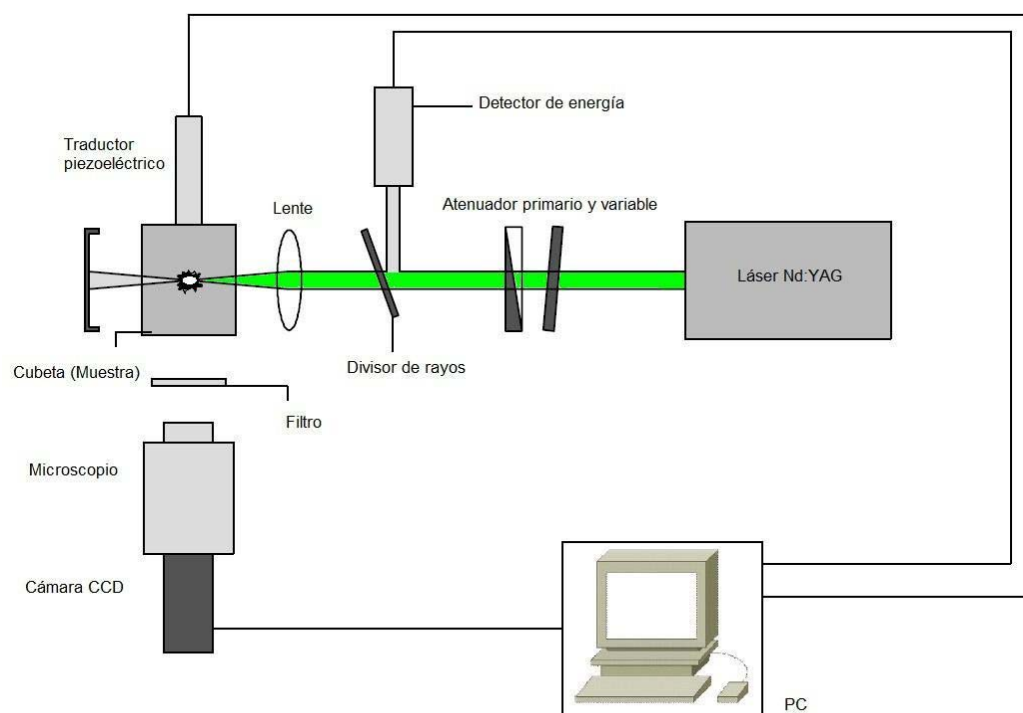 Detector de energía
Traductor
piezoeléctrico
Lente
Atenuador primario y variable
Láser Nd:YAG
Cubeta (Muestra)
Divisor de rayos
Filtro
Microscopio
Cámara CCD
PC